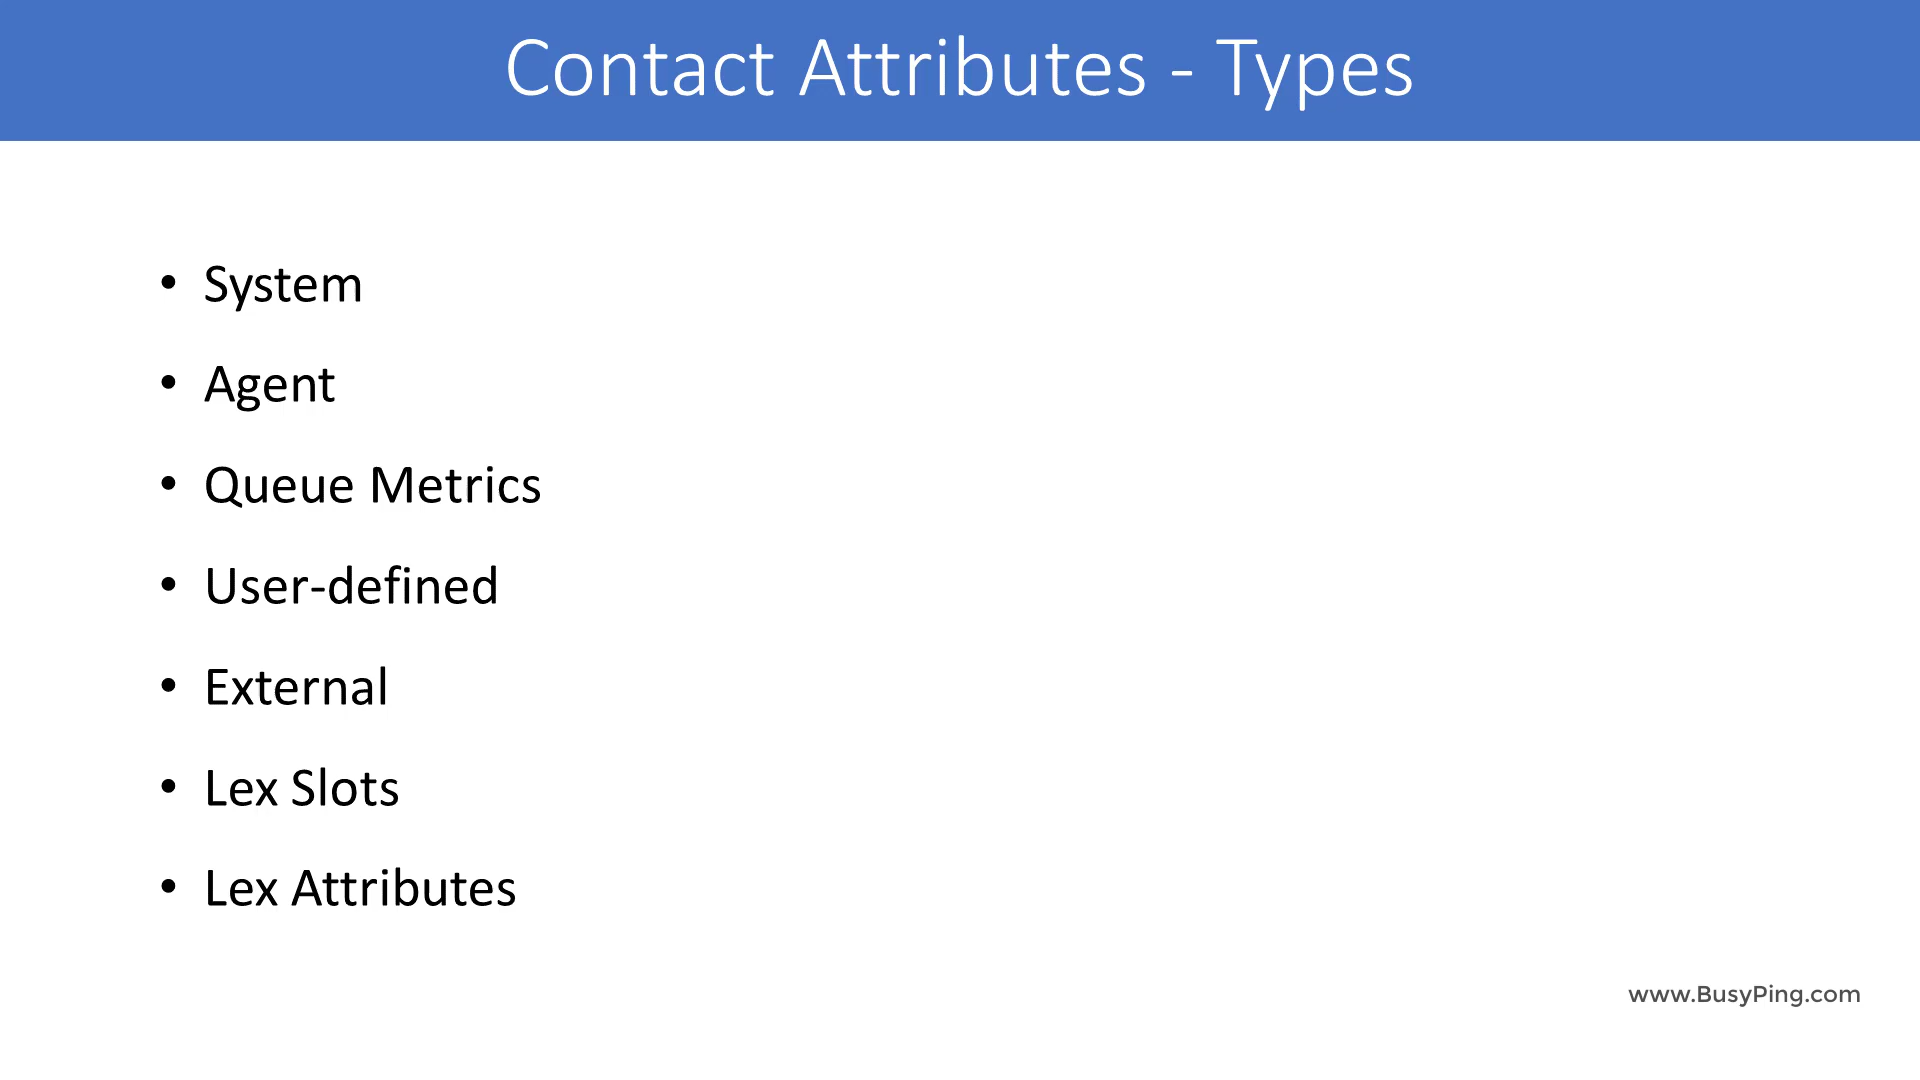 Contact Attributes - Types
• System
• Agent
• Queue Metrics
• User-defined
• External
• Lex Slots
• Lex Attributes
www.BusyPing.com